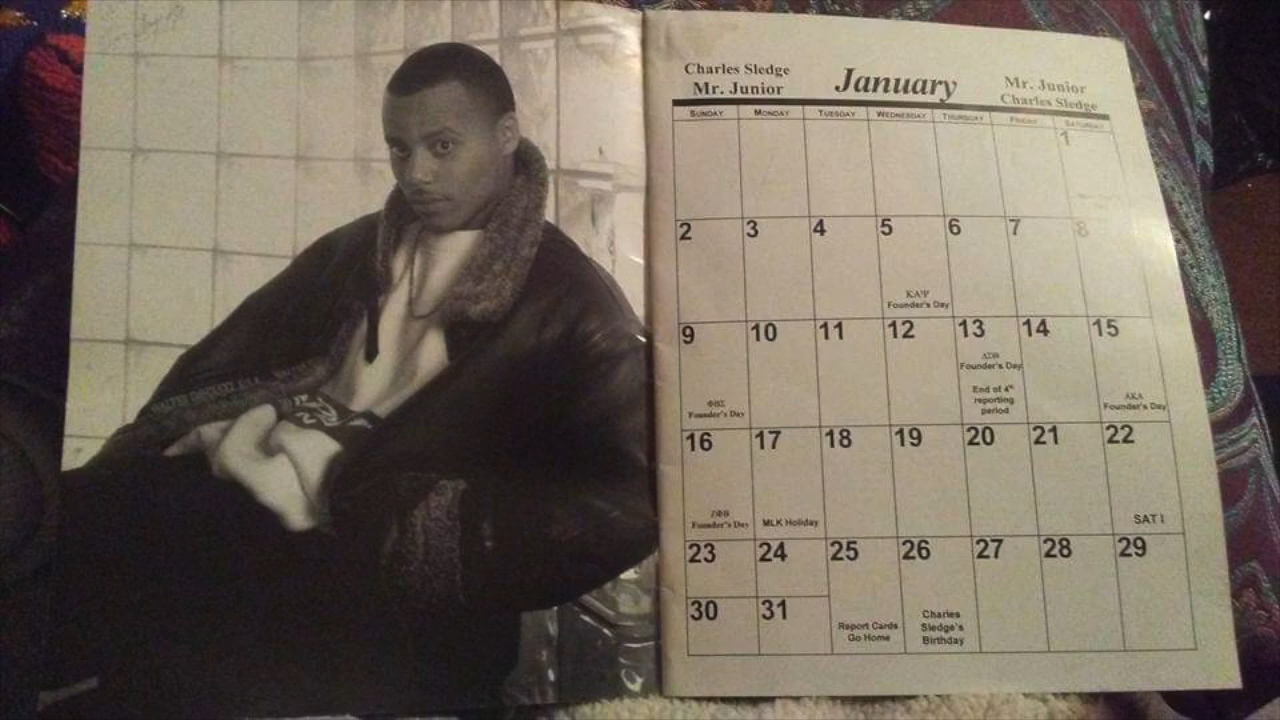 Charles Sledge
Mr. Junior
January
Mr. Junior
Charles Sledge
SUNDAY MONDAY TUESDAY WEDNESDAY THURSDAY FRIDAY SATURDAY
1
2 3 4 5 6 7 8
ΚΑΨ
Founder's Day
9 10 11 12 13 14 15
ΦΒΣ
Founder's Day
ΔΣΘ
Founder's Day
End of 4th
reporting
period
ΑΚΑ
Founder's Day
16 17 18 19 20 21 22
ΖΦΒ
Founder's Day
MLK Holiday
SAT I
23 24 25 26 27 28 29
30 31
Report Cards
Go Home
Charles
Sledge's
Birthday